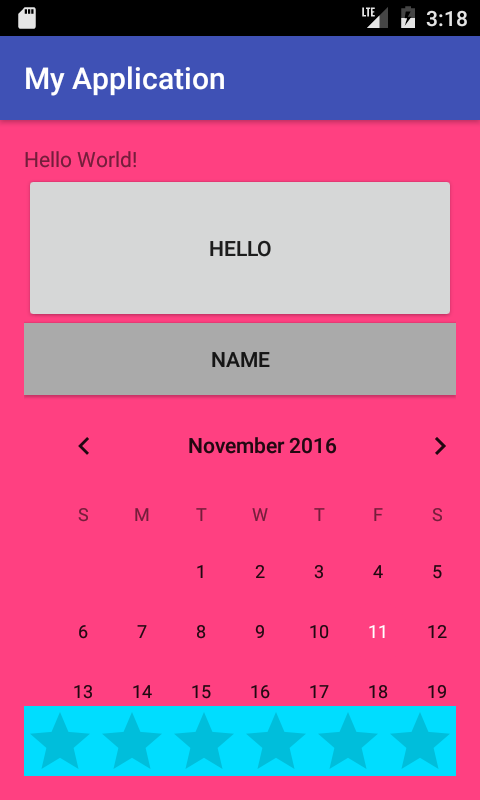 LTE 3:18
My Application
Hello World!
HELLO
NAME
November 2016
S M T W T F S
1 2 3 4 5
6 7 8 9 10 11 12
13 14 15 16 17 18 19